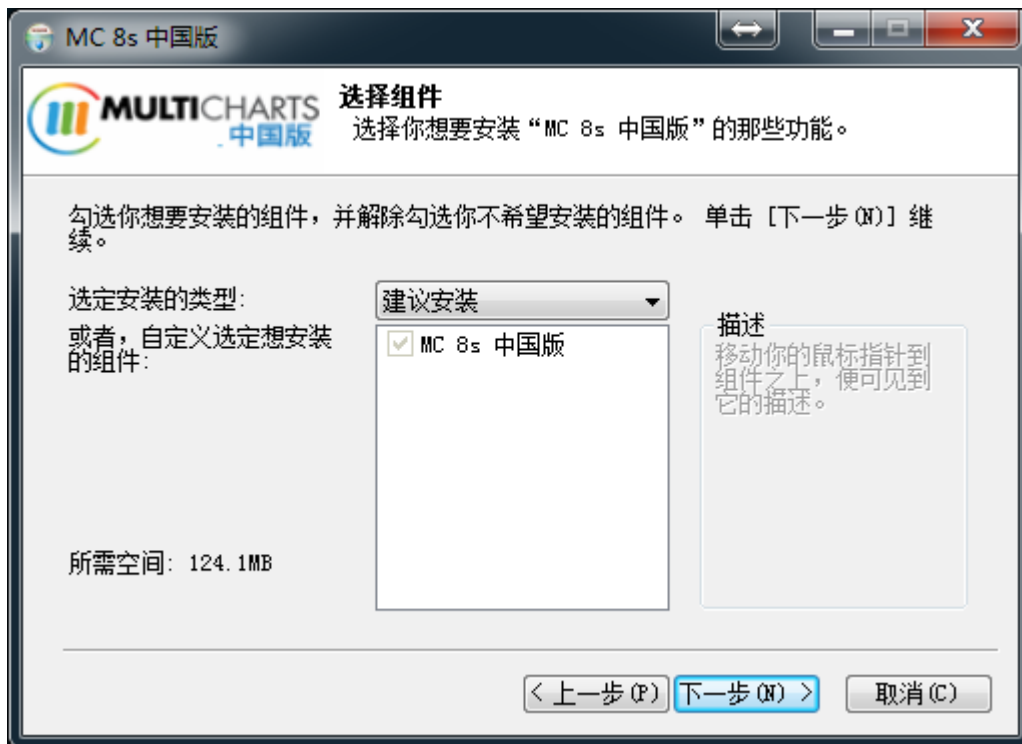 MC 8s 中国版
MULTICHARTS
中国版
选择组件
选择你想要安装“MC 8s 中国版”的那些功能。
勾选你想要安装的组件，并解除勾选你不希望安装的组件。 单击 [下一步(N)] 继
续。
选定安装的类型:
建议安装
或者，自定义选定想安装
的组件:
MC 8s 中国版
描述
移动你的鼠标指针到
组件之上，便可见到
它的描述。
所需空间: 124.1MB
< 上一步(P)
下一步(N) >
取消(C)